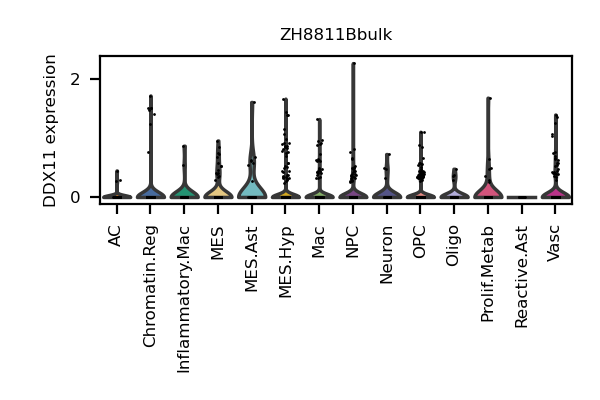 ZH8811Bbulk
DDX11 expression
2
0
AC
Chromatin.Reg
Inflammatory.Mac
MES
MES.Ast
MES.Hyp
Mac
NPC
Neuron
OPC
Oligo
Prolif.Metab
Reactive.Ast
Vasc